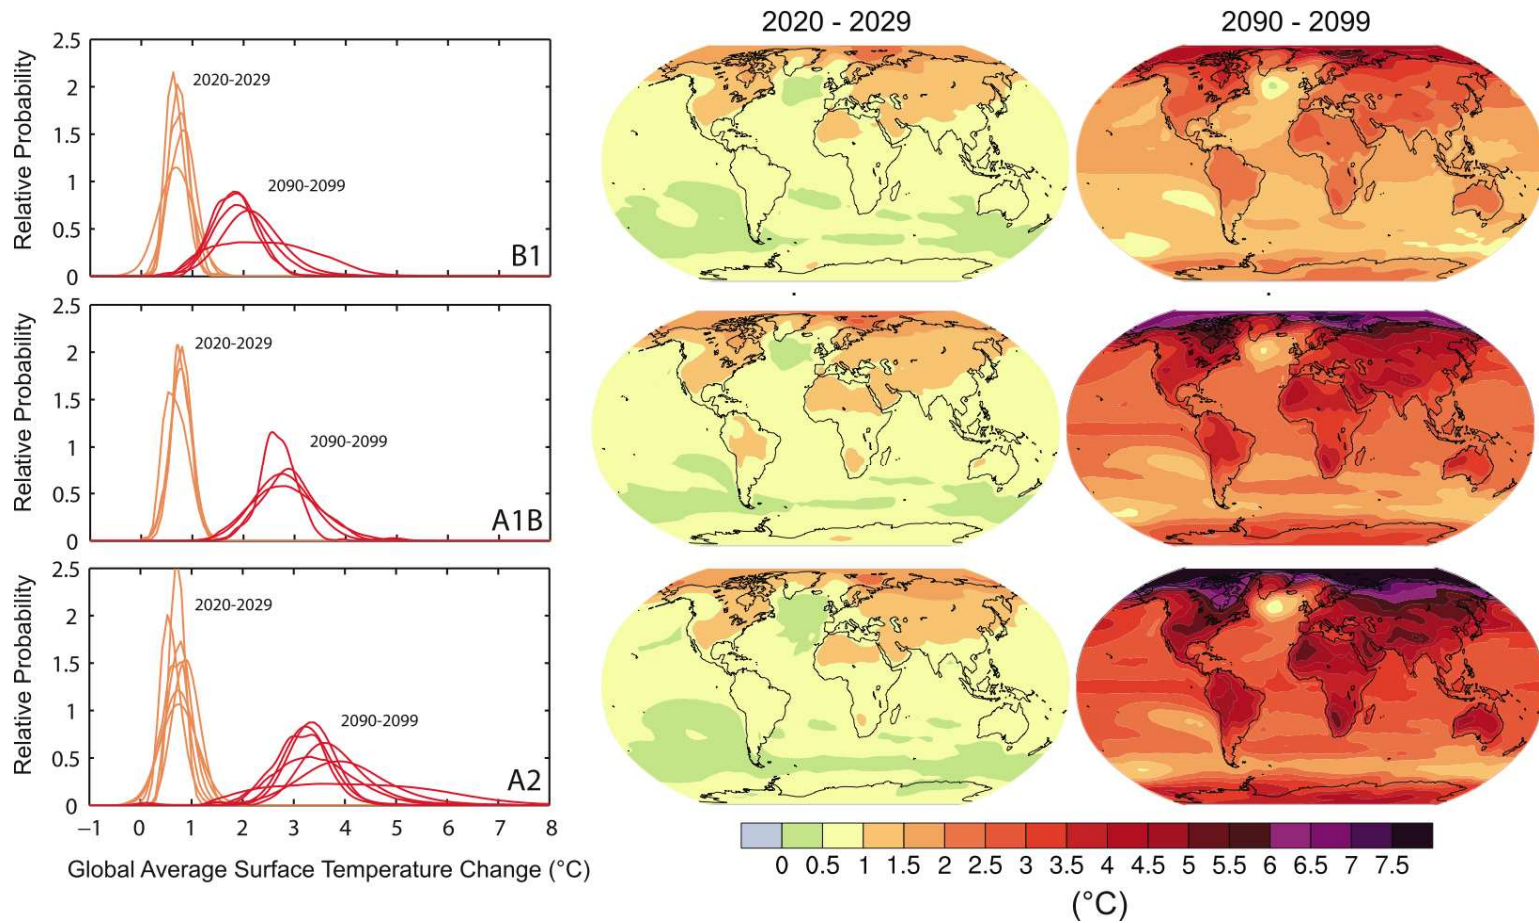 2020 - 2029
2090 - 2099
2.5
2
1.5
1
0.5
0
Relative Probability
2020-2029
2090-2099
B1
2.5
2
1.5
1
0.5
0
Relative Probability
2020-2029
2090-2099
A1B
2.5
2
1.5
1
0.5
0
Relative Probability
2020-2029
2090-2099
A2
−1 0 1 2 3 4 5 6 7 8
Global Average Surface Temperature Change (°C)
0 0.5 1 1.5 2 2.5 3 3.5 4 4.5 5 5.5 6 6.5 7 7.5
(°C)